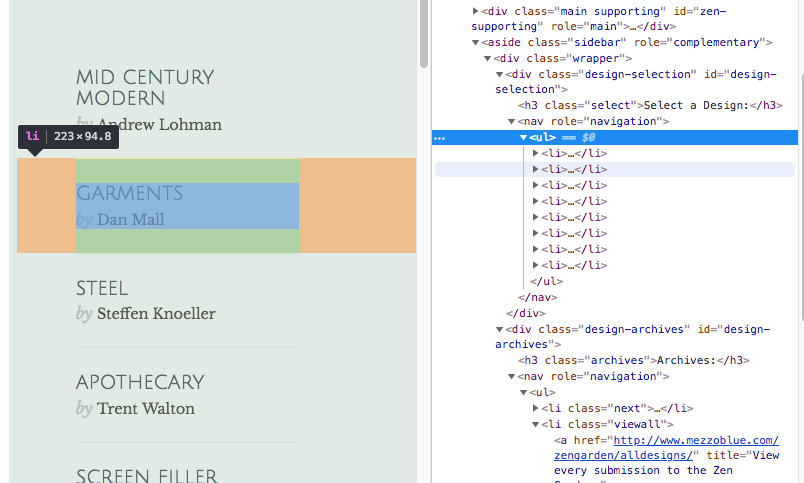 MID CENTURY
MODERN
by Andrew Lohman
li 223×94.8
GARMENTS
by Dan Mall
STEEL
by Steffen Knoeller
APOTHECARY
by Trent Walton
SCREEN FILLER
▶<div class="main supporting" id="zen-
supporting" role="main">…</div>
▼<aside class="sidebar" role="complementary">
▼<div class="wrapper">
▼<div class="design-selection" id="design-
selection">
<h3 class="select">Select a Design:</h3>
▼<nav role="navigation">
… ▼<ul> == $0
▶<li>…</li>
▶<li>…</li>
▶<li>…</li>
▶<li>…</li>
▶<li>…</li>
▶<li>…</li>
▶<li>…</li>
▶<li>…</li>
</ul>
</nav>
</div>
▼<div class="design-archives" id="design-
archives">
<h3 class="archives">Archives:</h3>
▼<nav role="navigation">
▼<ul>
▶<li class="next">…</li>
▼<li class="viewall">
<a href="http://www.mezzoblue.com/
zengarden/alldesigns/" title="View
every submission to the Zen